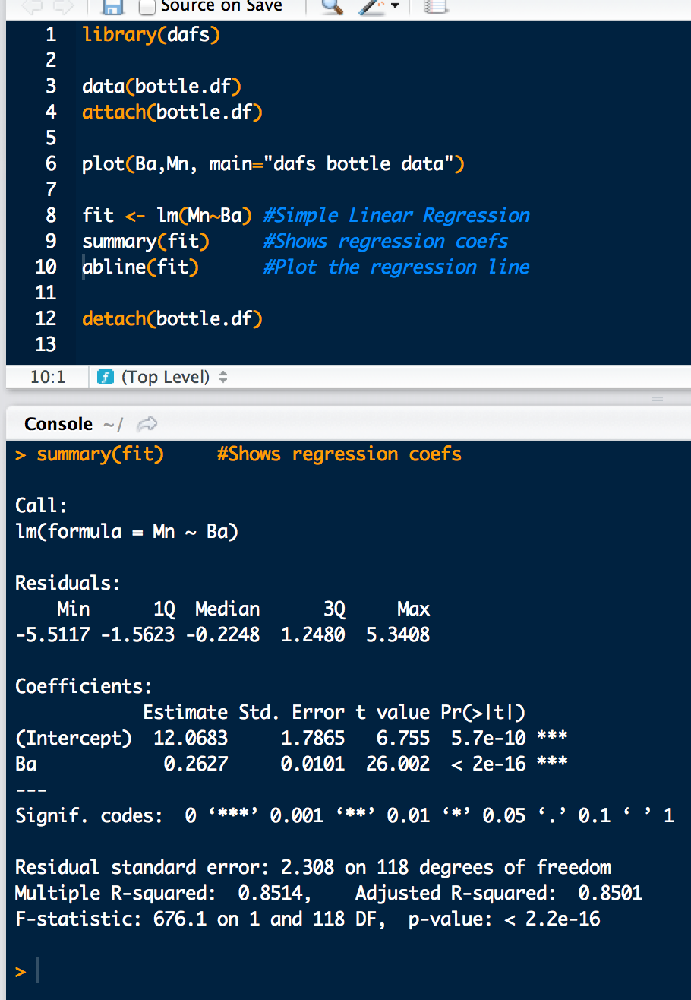 Source on Save
1 library(dafs)
2
3 data(bottle.df)
4 attach(bottle.df)
5
6 plot(Ba,Mn, main="dafs bottle data")
7
8 fit <- lm(Mn~Ba) #Simple Linear Regression
9 summary(fit)     #Shows regression coefs
10 abline(fit)      #Plot the regression line
11
12 detach(bottle.df)
13
10:1 (Top Level)
Console ~/
> summary(fit)     #Shows regression coefs
Call:
lm(formula = Mn ~ Ba)
Residuals:
    Min      1Q  Median      3Q     Max
-5.5117 -1.5623 -0.2248  1.2480  5.3408
Coefficients:
            Estimate Std. Error t value Pr(>|t|)
(Intercept)  12.0683     1.7865   6.755  5.7e-10 ***
Ba            0.2627     0.0101  26.002  < 2e-16 ***
---
Signif. codes:  0 ‘***’ 0.001 ‘**’ 0.01 ‘*’ 0.05 ‘.’ 0.1 ‘ ’ 1
Residual standard error: 2.308 on 118 degrees of freedom
Multiple R-squared:  0.8514,    Adjusted R-squared:  0.8501
F-statistic: 676.1 on 1 and 118 DF,  p-value: < 2.2e-16
>